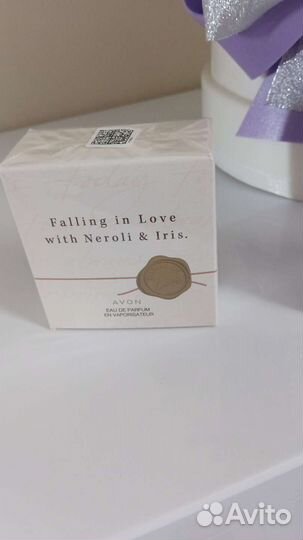 Falling in Love
with Neroli & Iris.
AVON
EAU DE PARFUM
EN VAPORISATEUR
Avito